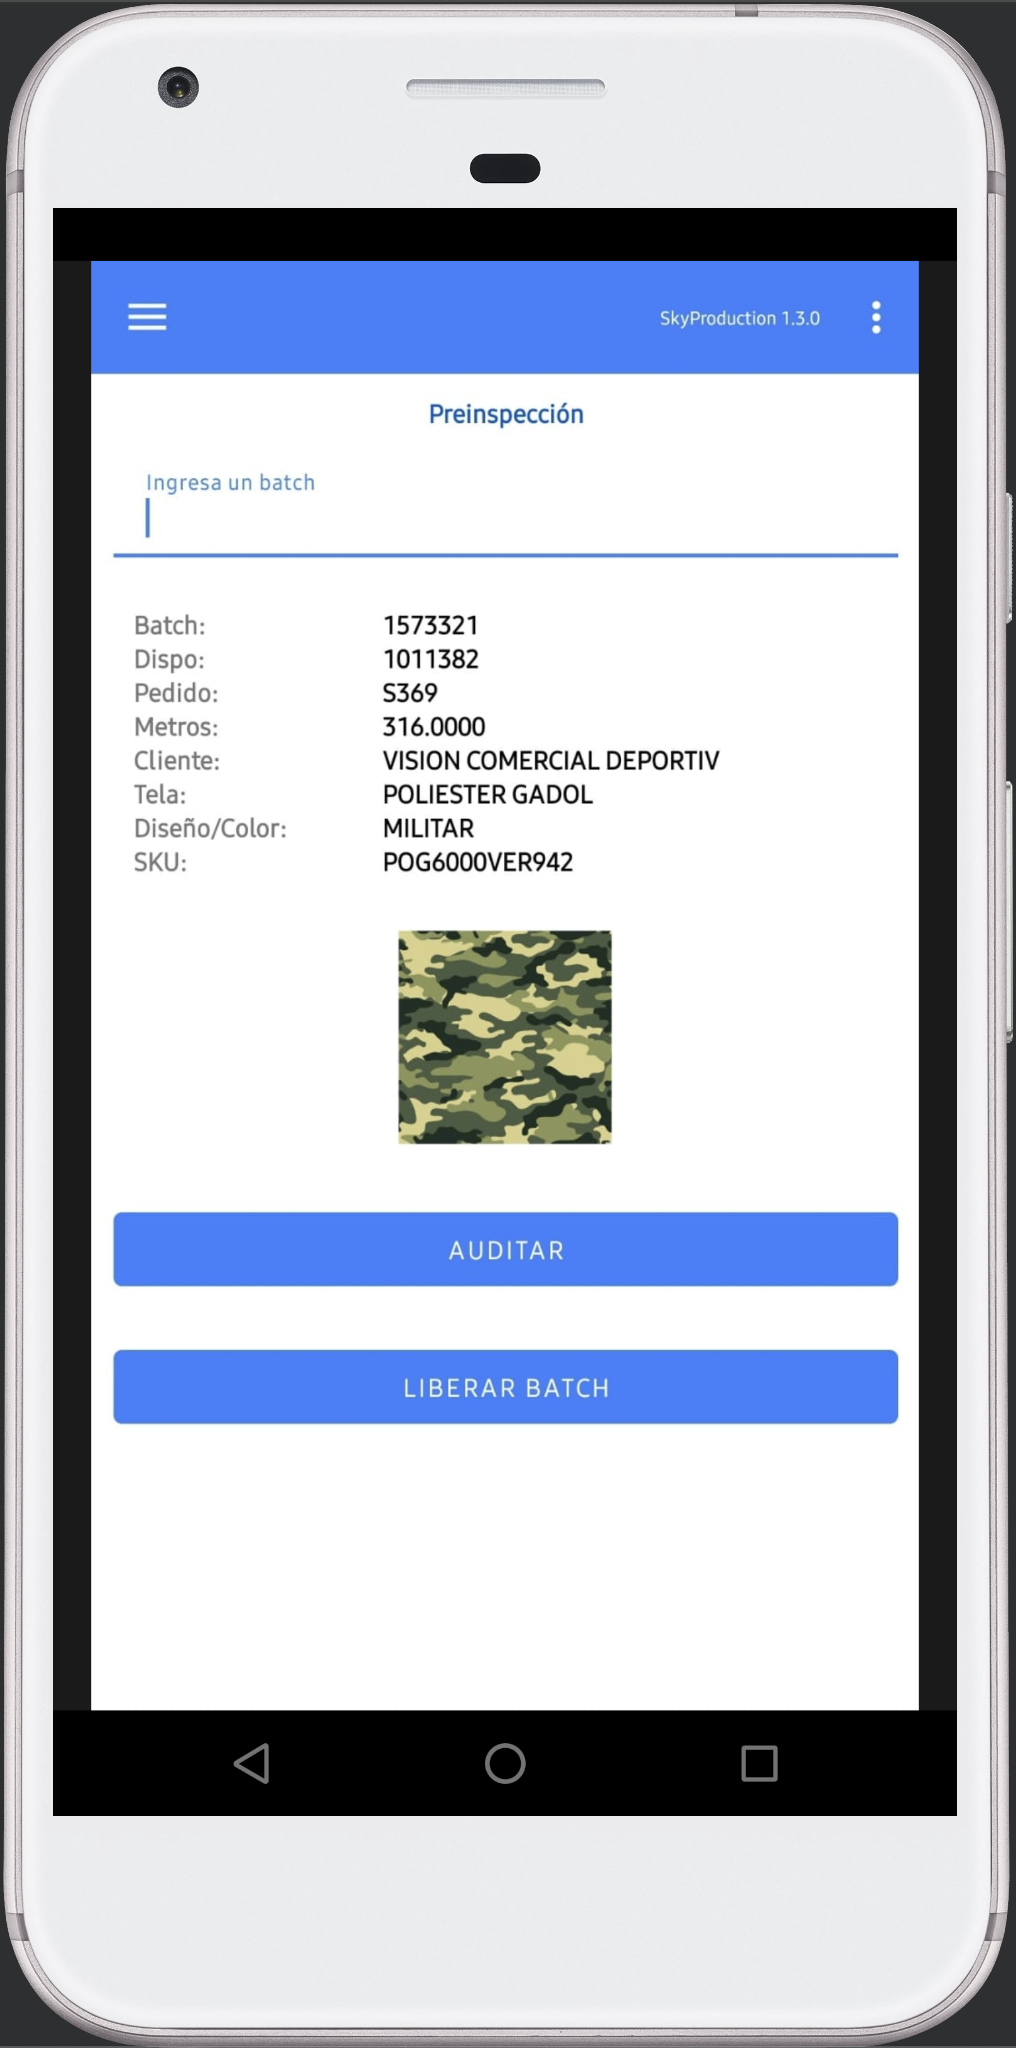 SkyProduction 1.3.0
Preinspección
Ingresa un batch
Batch: 1573321
Dispo: 1011382
Pedido: S369
Metros: 316.0000
Cliente: VISION COMERCIAL DEPORTIV
Tela: POLIESTER GADOL
Diseño/Color: MILITAR
SKU: POG6000VER942
AUDITAR
LIBERAR BATCH